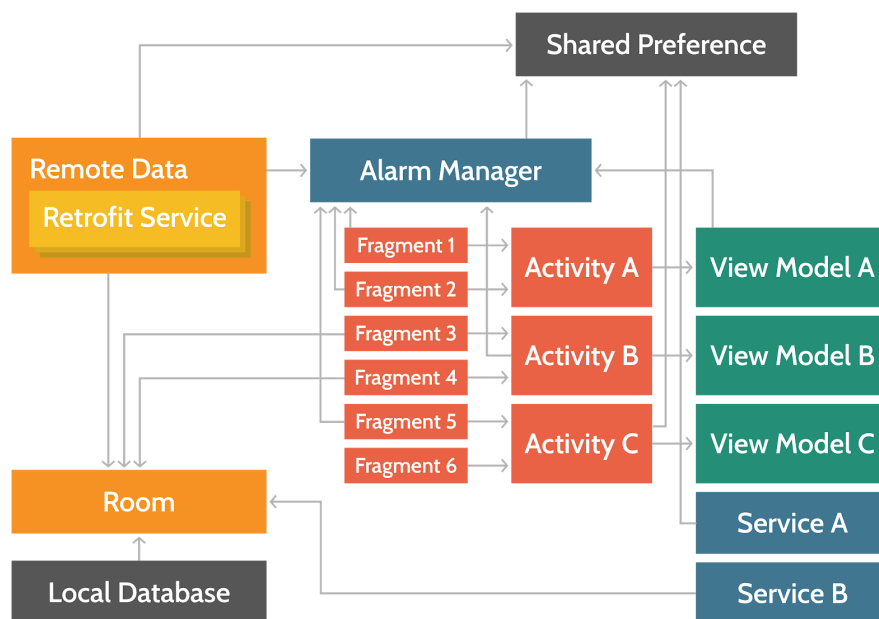 Shared Preference
Remote Data
Retrofit Service
Alarm Manager
Fragment 1
Fragment 2
Fragment 3
Fragment 4
Fragment 5
Fragment 6
Activity A
Activity B
Activity C
View Model A
View Model B
View Model C
Service A
Service B
Room
Local Database